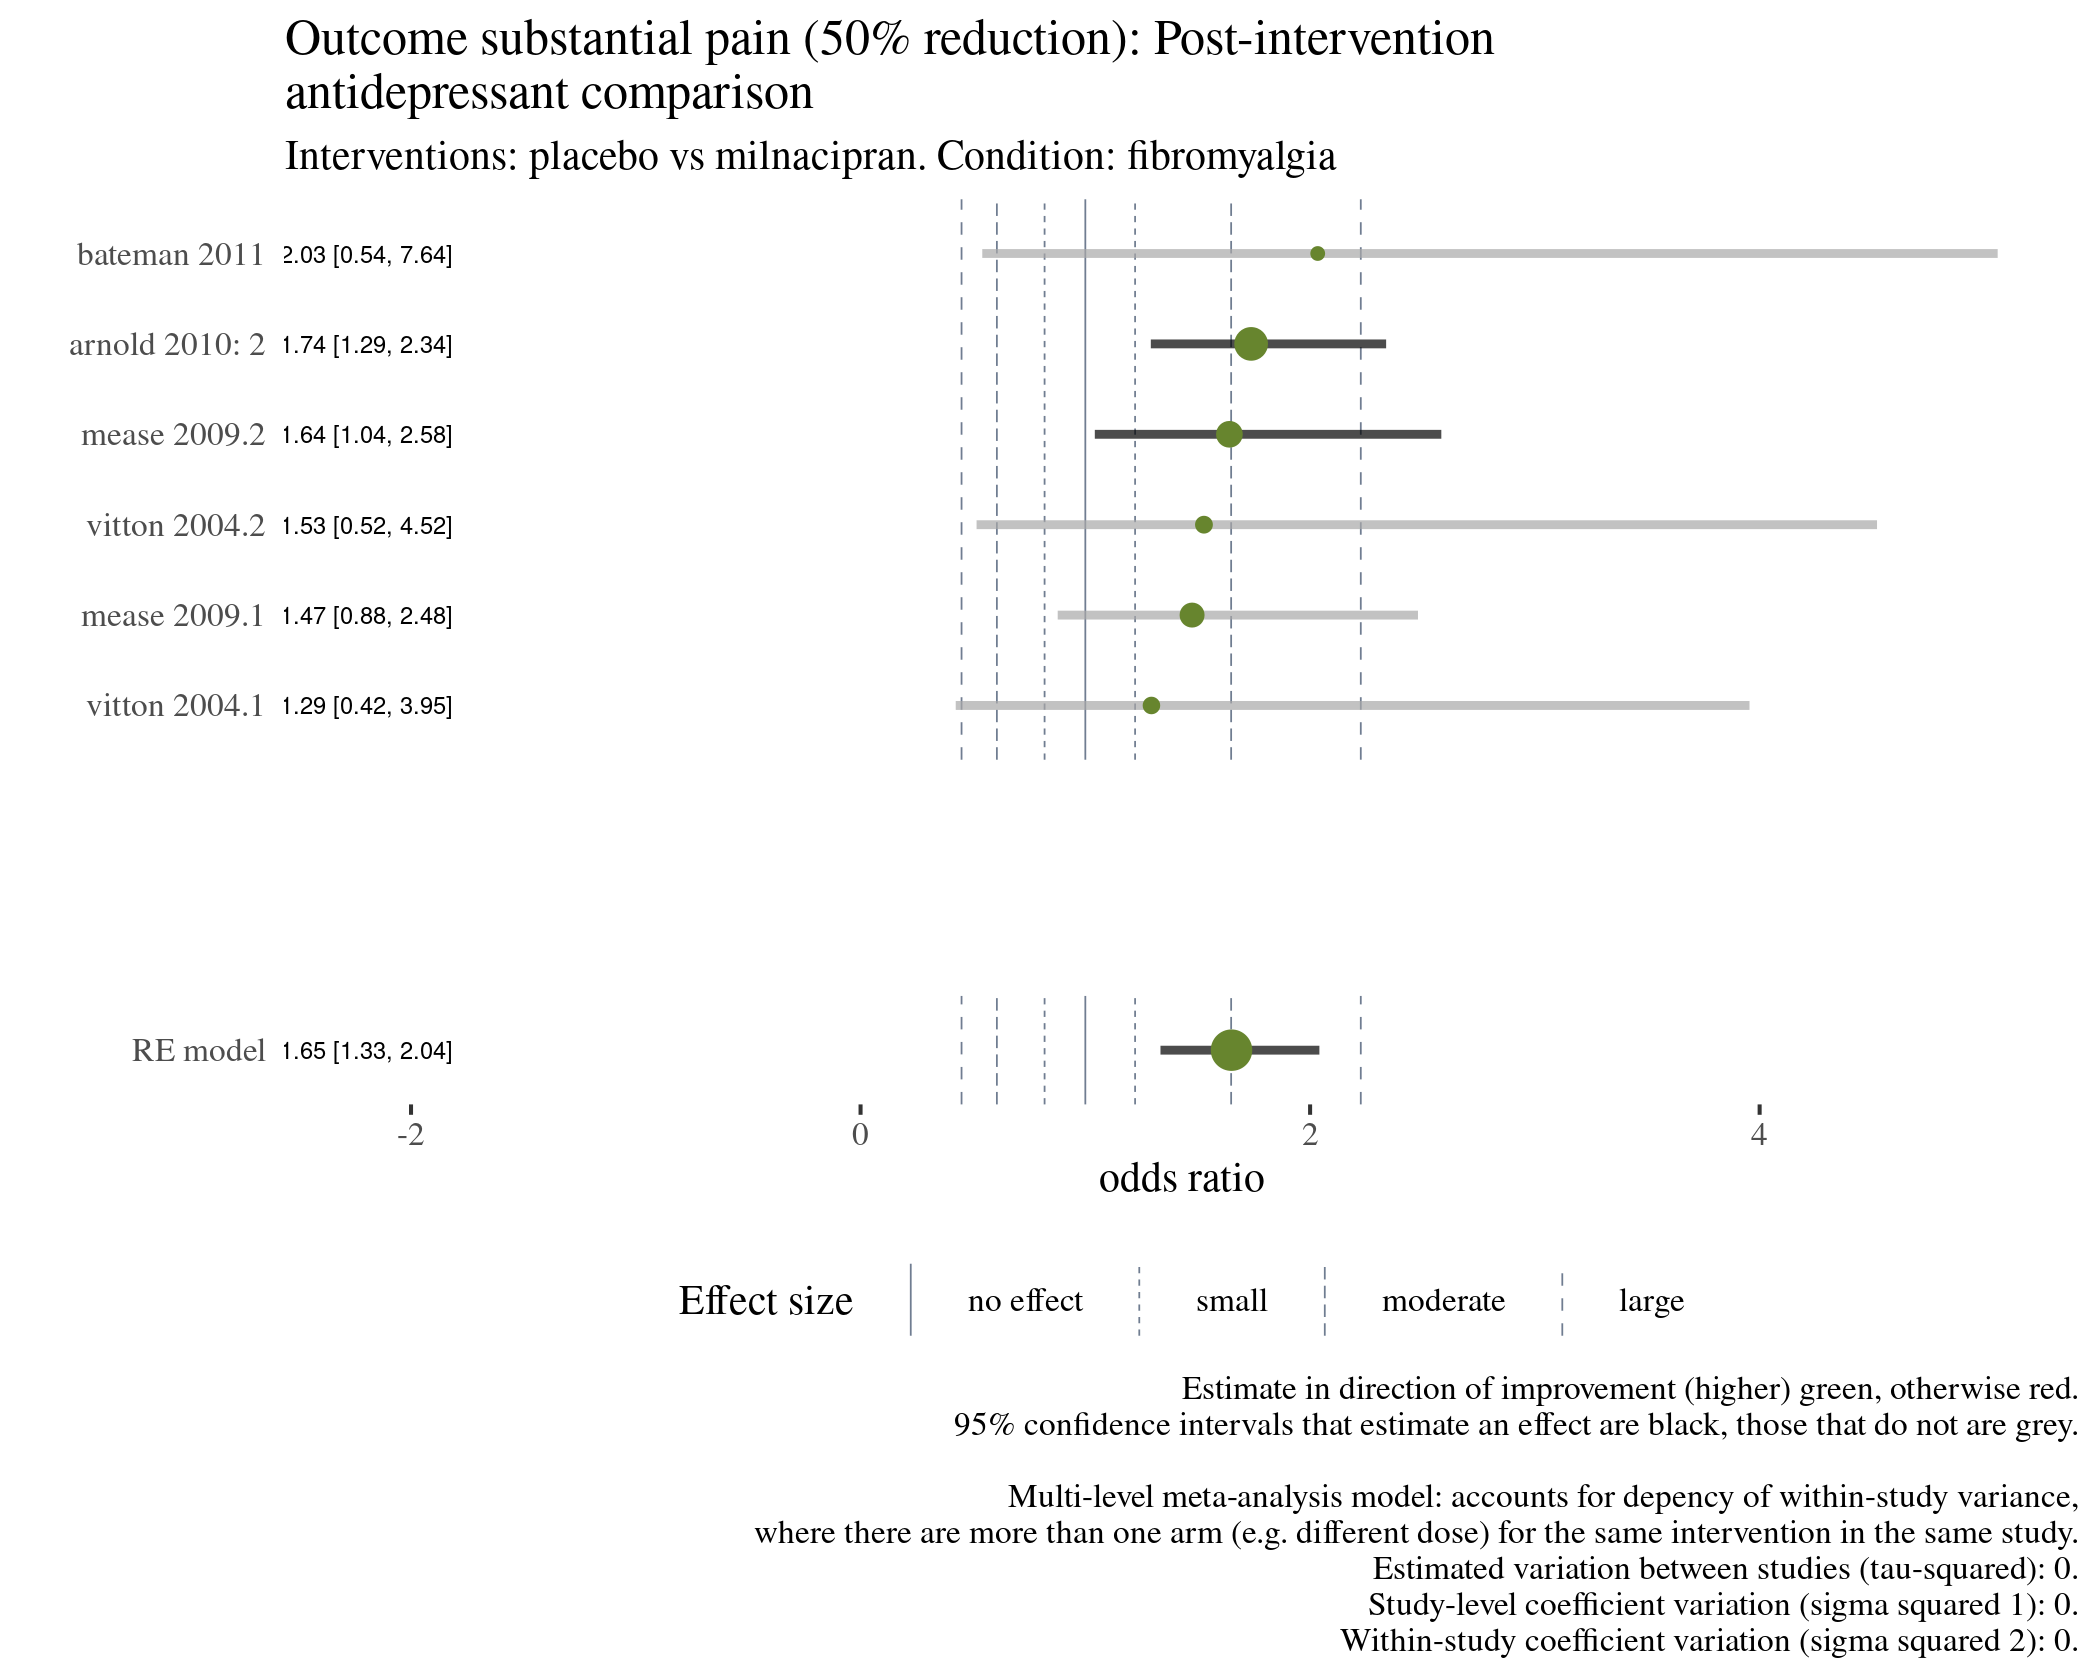 Outcome substantial pain (50% reduction): Post-intervention
antidepressant comparison
Interventions: placebo vs milnacipran. Condition: fibromyalgia
bateman 2011 2.03 [0.54, 7.64]
arnold 2010: 2 1.74 [1.29, 2.34]
mease 2009.2 1.64 [1.04, 2.58]
vitton 2004.2 1.53 [0.52, 4.52]
mease 2009.1 1.47 [0.88, 2.48]
vitton 2004.1 1.29 [0.42, 3.95]
RE model 1.65 [1.33, 2.04]
-2 0 2 4
odds ratio
Effect size no effect small moderate large
Estimate in direction of improvement (higher) green, otherwise red.
95% confidence intervals that estimate an effect are black, those that do not are grey.
Multi-level meta-analysis model: accounts for depency of within-study variance,
where there are more than one arm (e.g. different dose) for the same intervention in the same study.
Estimated variation between studies (tau-squared): 0.
Study-level coefficient variation (sigma squared 1): 0.
Within-study coefficient variation (sigma squared 2): 0.